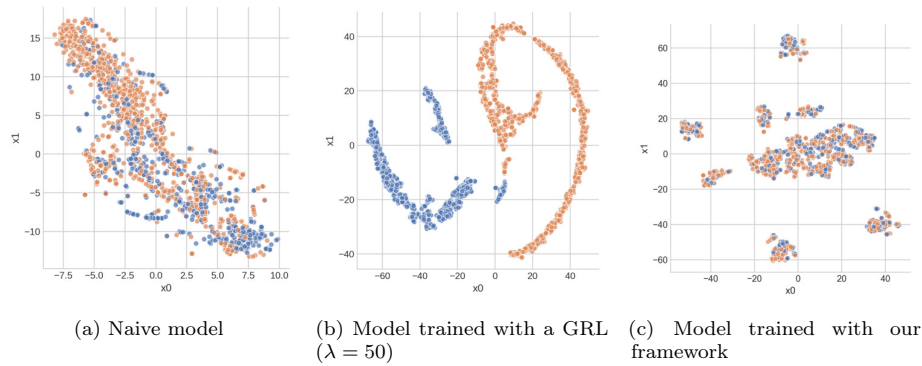 15
10
5
0
−5
−10
x1
−7.5 −5.0 −2.5 0.0 2.5 5.0 7.5 10.0
x0
40
20
0
20
−40
x1
−60 −40 −20 0 20 40
x0
60
40
20
0
−20
−40
−60
x1
−40 −20 0 20 40
x0
(a) Naive model
(b) Model trained with a GRL
(λ = 50)
(c) Model trained with our
framework